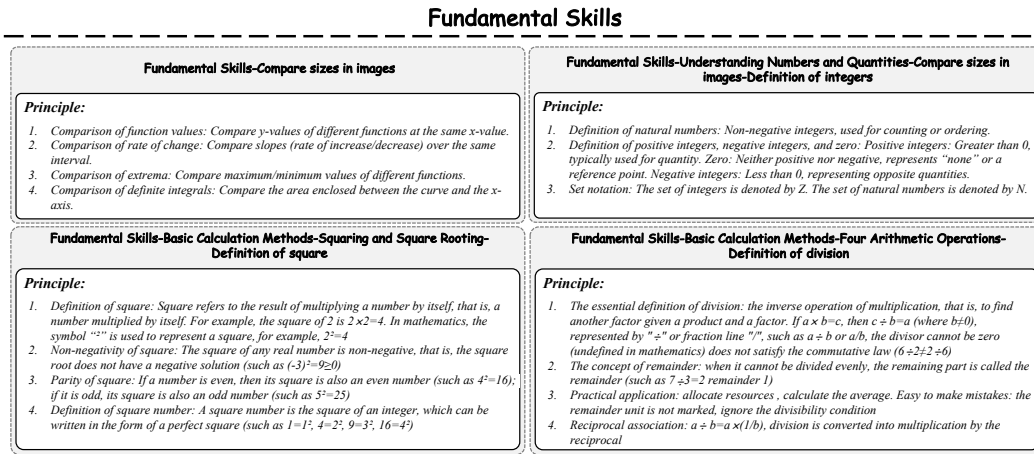 Fundamental Skills
Fundamental Skills-Compare sizes in images
Principle:
1. Comparison of function values: Compare y-values of different functions at the same x-value.
2. Comparison of rate of change: Compare slopes (rate of increase/decrease) over the same
interval.
3. Comparison of extrema: Compare maximum/minimum values of different functions.
4. Comparison of definite integrals: Compare the area enclosed between the curve and the x-
axis.
Fundamental Skills-Understanding Numbers and Quantities-Compare sizes in
images-Definition of integers
Principle:
1. Definition of natural numbers: Non-negative integers, used for counting or ordering.
2. Definition of positive integers, negative integers, and zero: Positive integers: Greater than 0,
typically used for quantity. Zero: Neither positive nor negative, represents “none” or a
reference point. Negative integers: Less than 0, representing opposite quantities.
3. Set notation: The set of integers is denoted by Z. The set of natural numbers is denoted by N.
Fundamental Skills-Basic Calculation Methods-Squaring and Square Rooting-
Definition of square
Principle:
1. Definition of square: Square refers to the result of multiplying a number by itself, that is, a
number multiplied by itself. For example, the square of 2 is 2×2=4. In mathematics, the
symbol “²” is used to represent a square, for example, 2²=4
2. Non-negativity of square: The square of any real number is non-negative, that is, the square
root does not have a negative solution (such as (-3)²=9≥0)
3. Parity of square: If a number is even, then its square is also an even number (such as 4²=16);
if it is odd, its square is also an odd number (such as 5²=25)
4. Definition of square number: A square number is the square of an integer, which can be
written in the form of a perfect square (such as 1=1², 4=2², 9=3², 16=4²)
Fundamental Skills-Basic Calculation Methods-Four Arithmetic Operations-
Definition of division
Principle:
1. The essential definition of division: the inverse operation of multiplication, that is, to find
another factor given a product and a factor. If a×b=c, then c÷b=a (where b≠0),
represented by "÷" or fraction line "/", such as a÷b or a/b, the divisor cannot be zero
(undefined in mathematics) does not satisfy the commutative law (6÷2≠2÷6)
2. The concept of remainder: when it cannot be divided evenly, the remaining part is called the
remainder (such as 7÷3=2 remainder 1)
3. Practical application: allocate resources , calculate the average. Easy to make mistakes: the
remainder unit is not marked, ignore the divisibility condition
4. Reciprocal association: a÷b=a×(1/b), division is converted into multiplication by the
reciprocal